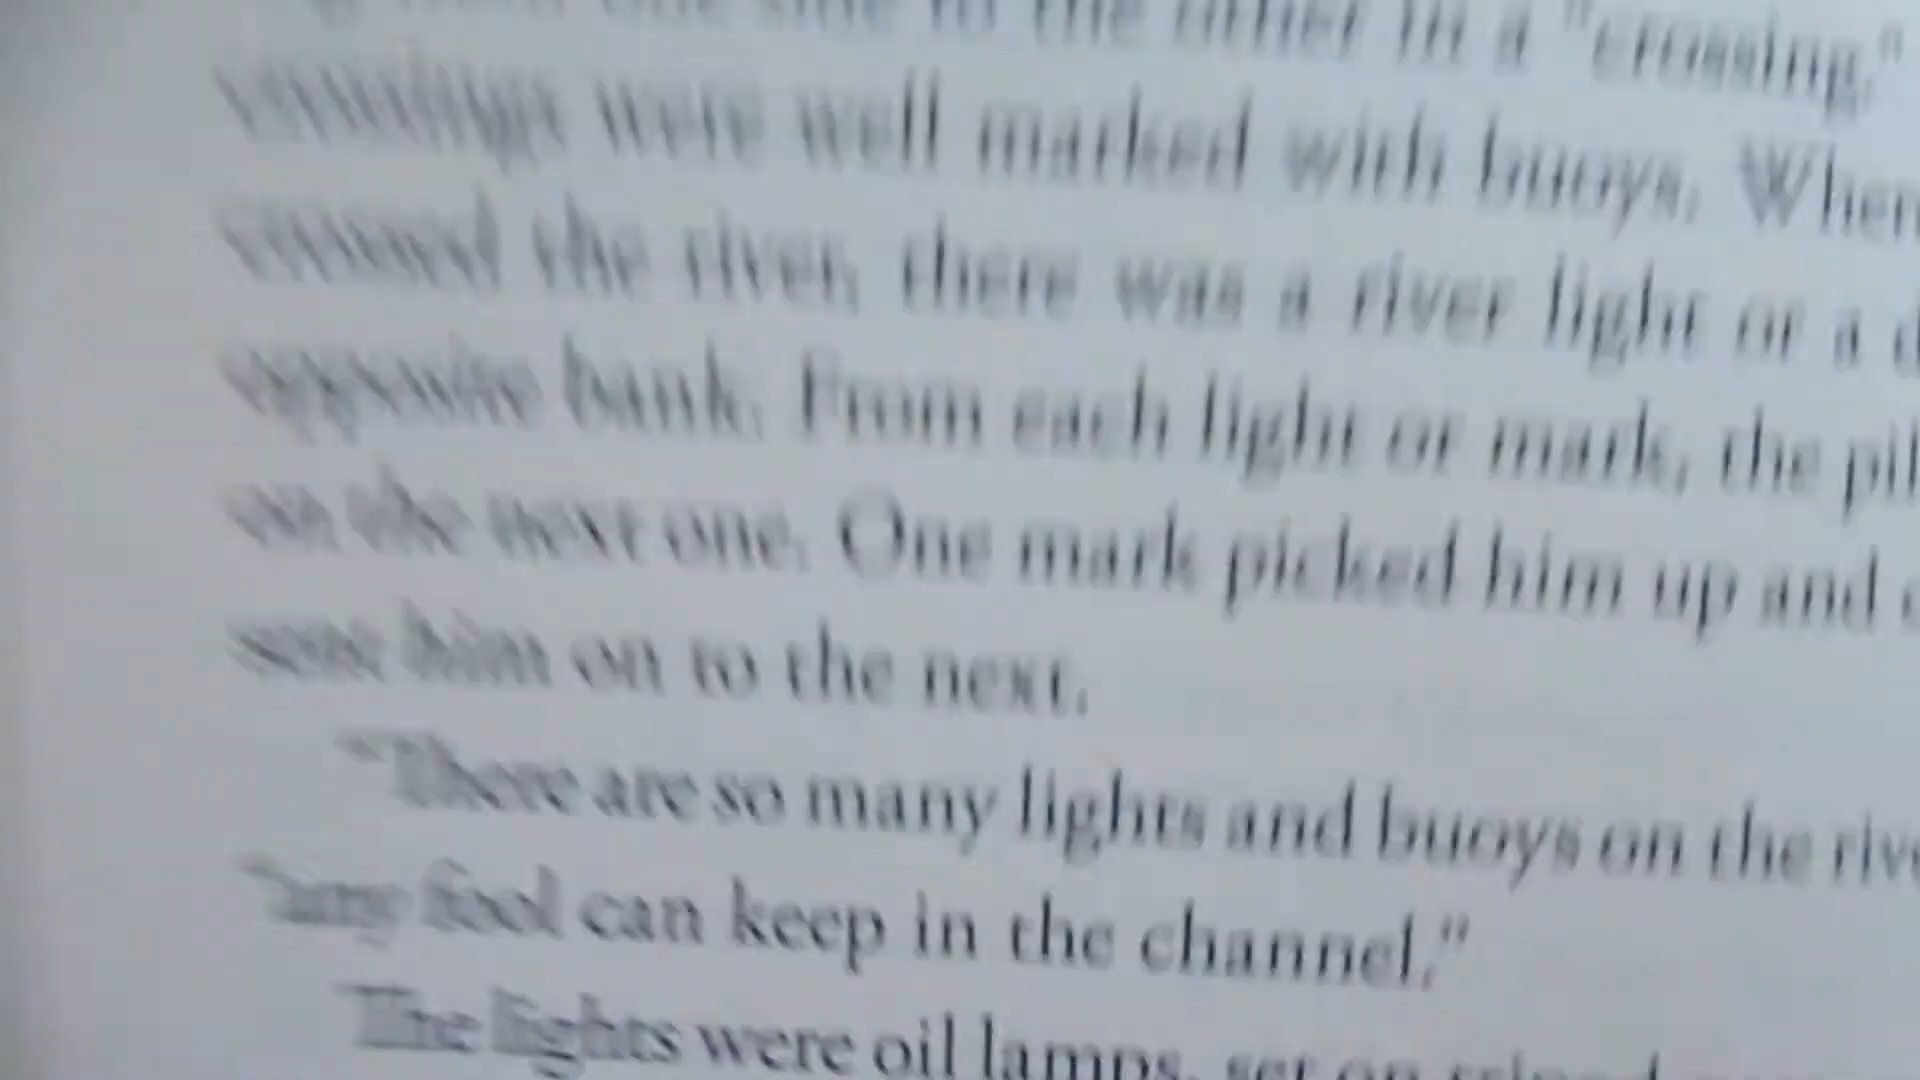 from one side to the other in a "crossing."
crossings were well marked with buoys. When
crossed the river, there was a river light or a
opposite bank. From each light or mark, the
on the next one. One mark picked him up and
sent him on to the next.
"There are so many lights and buoys on the
"any fool can keep in the channel."
The lights were oil lamps, set on